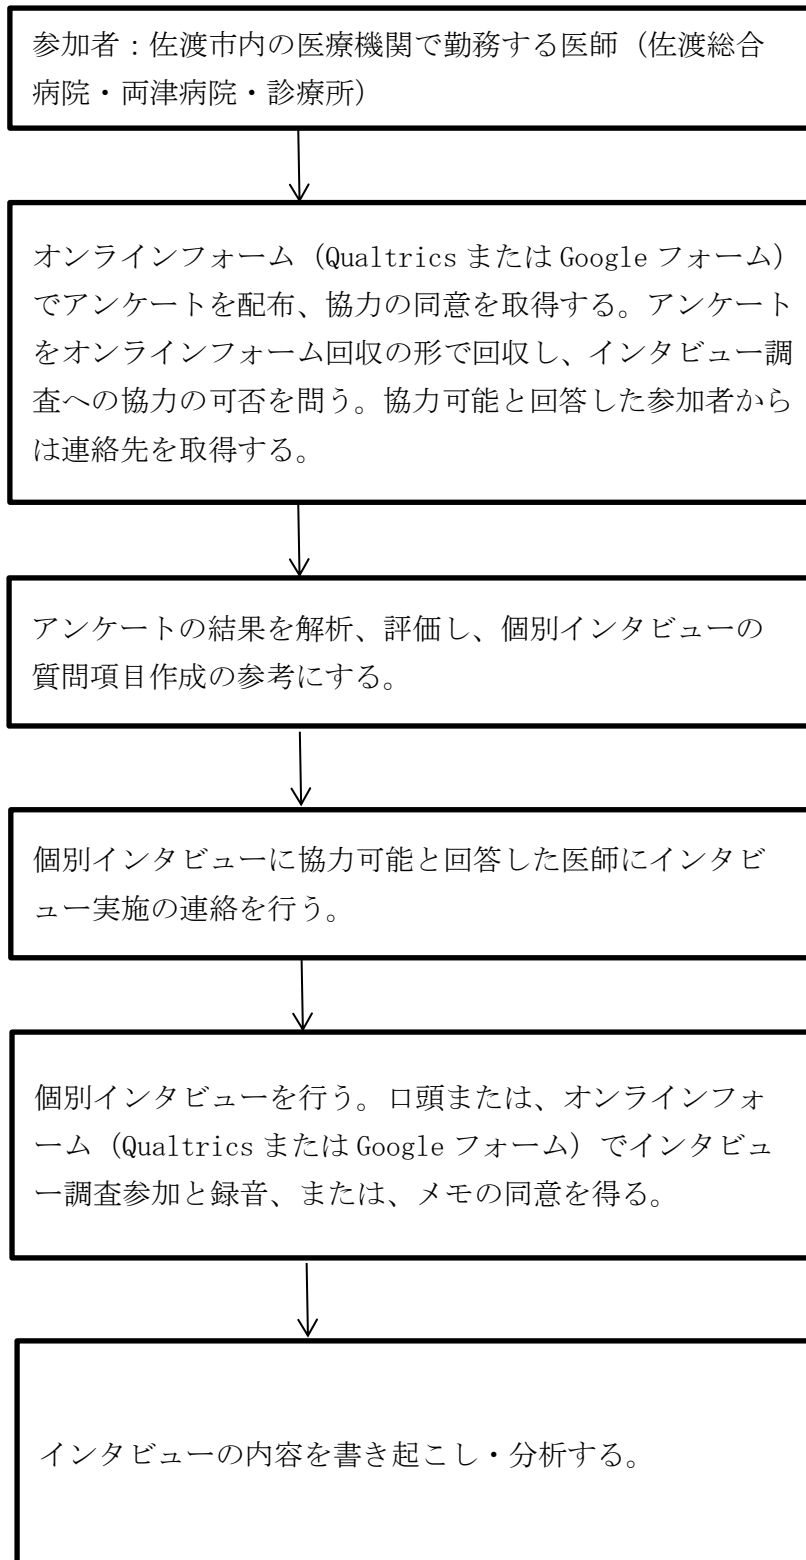 参加者：佐渡市内の医療機関で勤務する医師（佐渡総合
病院・両津病院・診療所）
オンラインフォーム（Qualtrics または Google フォーム）
でアンケートを配布、協力の同意を取得する。アンケート
をオンラインフォーム回収の形で回収し、インタビュー調
査への協力の可否を問う。協力可能と回答した参加者から
は連絡先を取得する。
アンケートの結果を解析、評価し、個別インタビューの
質問項目作成の参考にする。
個別インタビューに協力可能と回答した医師にインタビ
ュー実施の連絡を行う。
個別インタビューを行う。口頭または、オンラインフォ
ーム（Qualtrics または Google フォーム）でインタビュ
ー調査参加と録音、または、メモの同意を得る。
インタビューの内容を書き起こし・分析する。